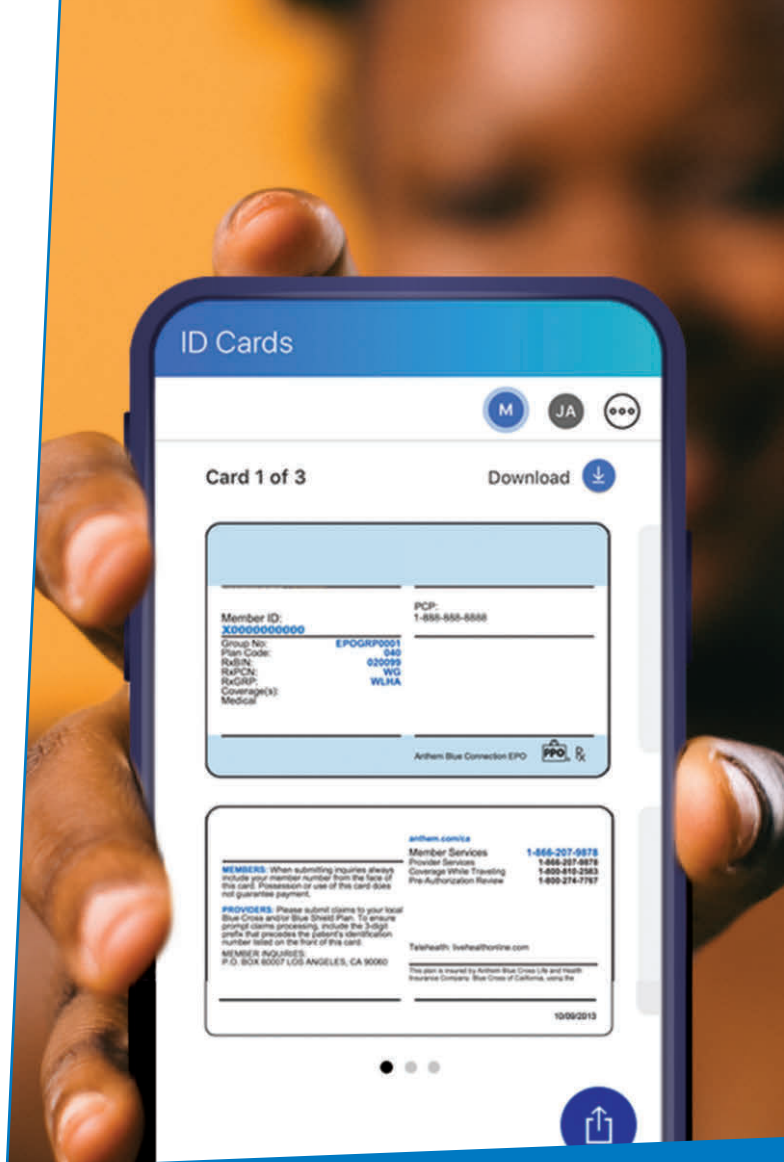 ID Cards
M
JA
Card 1 of 3
Download
Member ID:
X0000000000
Group No: EPOGRP0001
Plan Code: 040
RxBIN: 020099
RxPCN: WG
RxGRP: WLHA
Coverage(s):
Medical
PCP:
1-888-888-8888
Anthem Blue Connection EPO
PPO
Rx
MEMBERS: When submitting inquiries always
include your member number from the face of
this card. Possession or use of this card does
not guarantee payment.
PROVIDERS: Please submit claims to your local
Blue Cross and/or Blue Shield Plan. To ensure
prompt claims processing, include the 3-digit
prefix that precedes the patient's identification
number listed on the front of this card.
MEMBER INQUIRIES:
P.O. BOX 60007 LOS ANGELES, CA 90060
anthem.com/ca
Member Services 1-866-207-9878
Provider Services 1-866-207-9878
Coverage While Traveling 1-800-810-2583
Pre-Authorization Review 1-800-274-7767
Telehealth: livehealthonline.com
This plan is insured by Anthem Blue Cross Life and Health
Insurance Company. Blue Cross of California, using the
10/09/2013